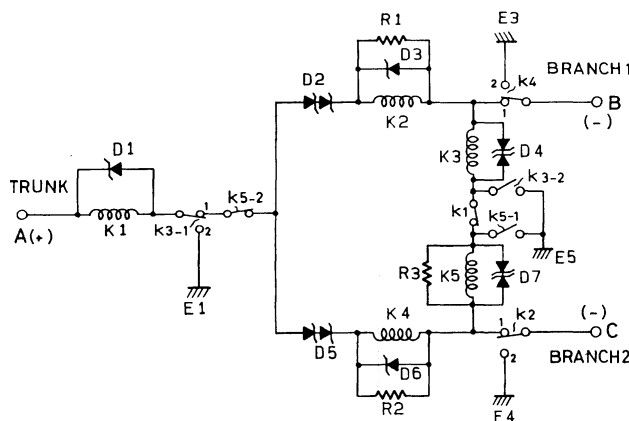 R1
E3
D3
D2
2
k4
BRANCH1
K2
1
B
(-)
D1
K3
D4
TRUNK
k3-2
k5-2
1
k1
A(+)
K1
k3-1
2
k5-1
E5
E1
R3
K5
D7
K4
(-)
1
k2
C
D5
D6
2
BRANCH2
R2
E4